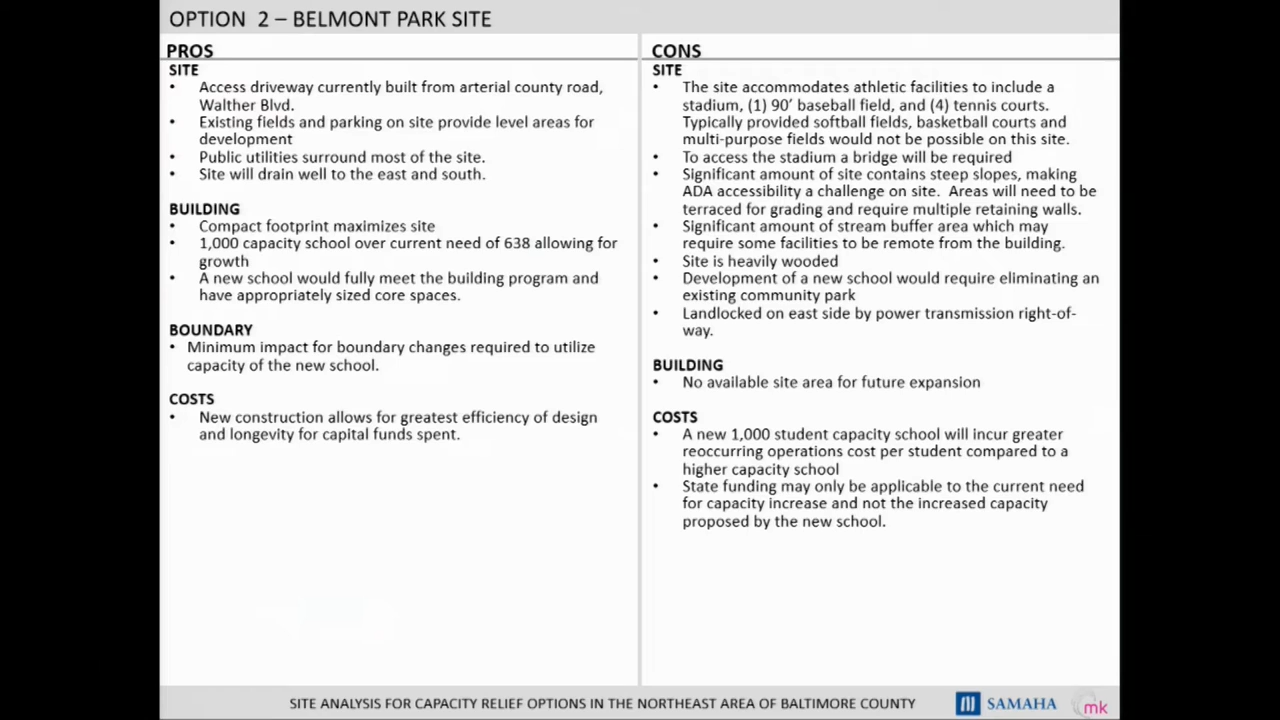 OPTION 2 – BELMONT PARK SITE
PROS
SITE
• Access driveway currently built from arterial county road,
Walther Blvd.
• Existing fields and parking on site provide level areas for
development
• Public utilities surround most of the site.
• Site will drain well to the east and south.
BUILDING
• Compact footprint maximizes site
• 1,000 capacity school over current need of 638 allowing for
growth
• A new school would fully meet the building program and
have appropriately sized core spaces.
BOUNDARY
• Minimum impact for boundary changes required to utilize
capacity of the new school.
COSTS
• New construction allows for greatest efficiency of design
and longevity for capital funds spent.
CONS
SITE
• The site accommodates athletic facilities to include a
stadium, (1) 90’ baseball field, and (4) tennis courts.
Typically provided softball fields, basketball courts and
multi-purpose fields would not be possible on this site.
• To access the stadium a bridge will be required
• Significant amount of site contains steep slopes, making
ADA accessibility a challenge on site. Areas will need to be
terraced for grading and require multiple retaining walls.
• Significant amount of stream buffer area which may
require some facilities to be remote from the building.
• Site is heavily wooded
• Development of a new school would require eliminating an
existing community park
• Landlocked on east side by power transmission right-of-
way.
BUILDING
• No available site area for future expansion
COSTS
• A new 1,000 student capacity school will incur greater
reoccurring operations cost per student compared to a
higher capacity school
• State funding may only be applicable to the current need
for capacity increase and not the increased capacity
proposed by the new school.
SITE ANALYSIS FOR CAPACITY RELIEF OPTIONS IN THE NORTHEAST AREA OF BALTIMORE COUNTY
SAMAHA
mk